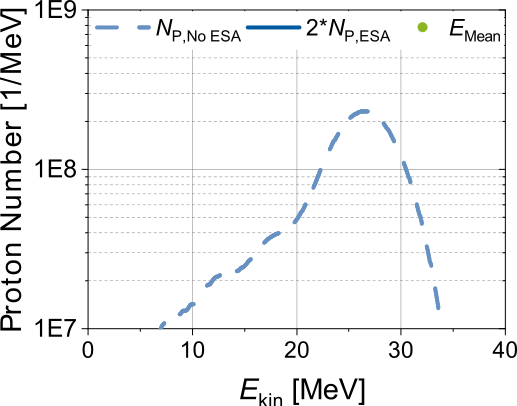 1E9
N_P,No ESA 2*N_P,ESA E_Mean
1E8
1E7
0 10 20 30 40
E_kin [MeV]
Proton Number [1/MeV]